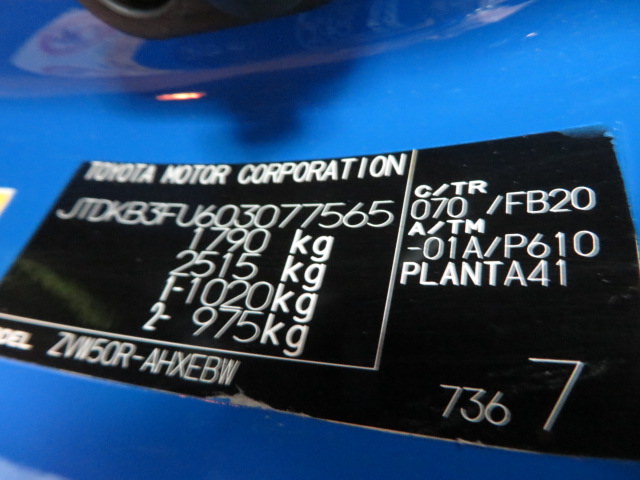 TOYOTA MOTOR CORPORATION
JTDKB3FU603077565
1790 kg
2515 kg
1-1020kg
2- 975kg
ZVW50R-AHXEBW
C/TR
070 /FB20
A/TM
-01A/P610
PLANTA41
736 7